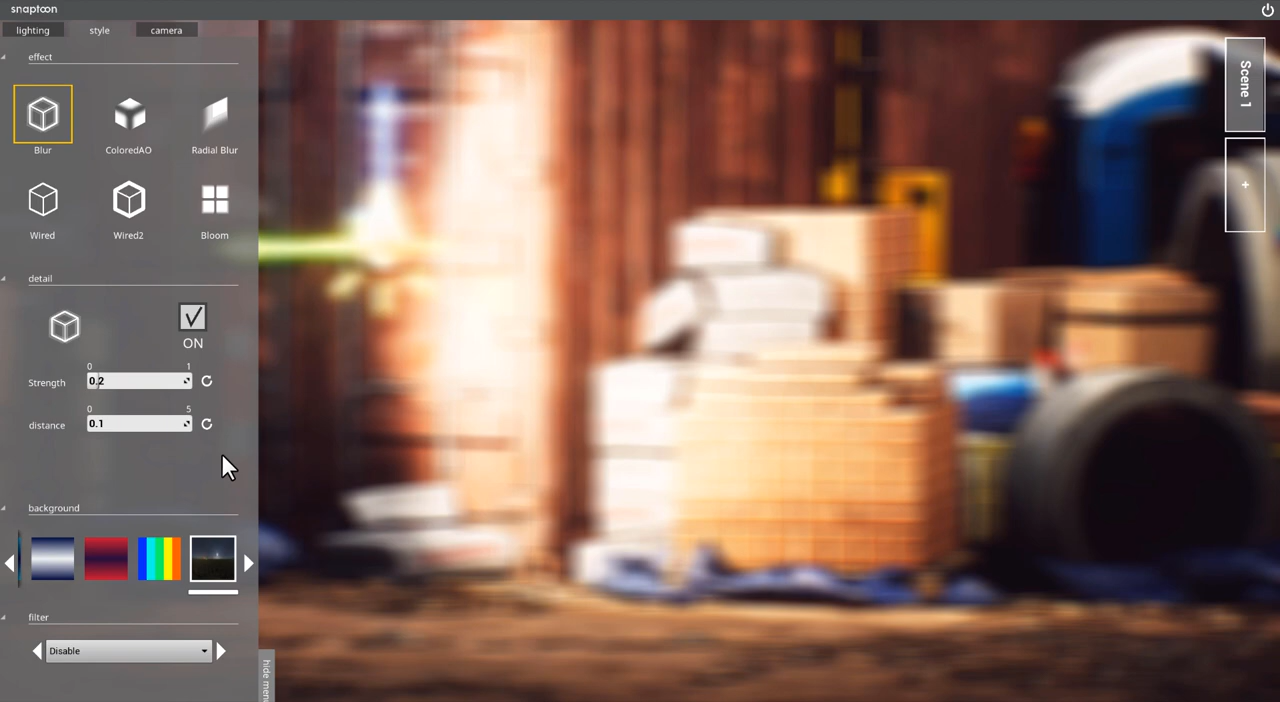 snaptoon
lighting style camera
effect
Blur ColoredAO Radial Blur
Wired Wired2 Bloom
detail
ON
0 1
Strength 0.2
0 5
distance 0.1
background
filter
Disable
hide menu
Scene 1
+